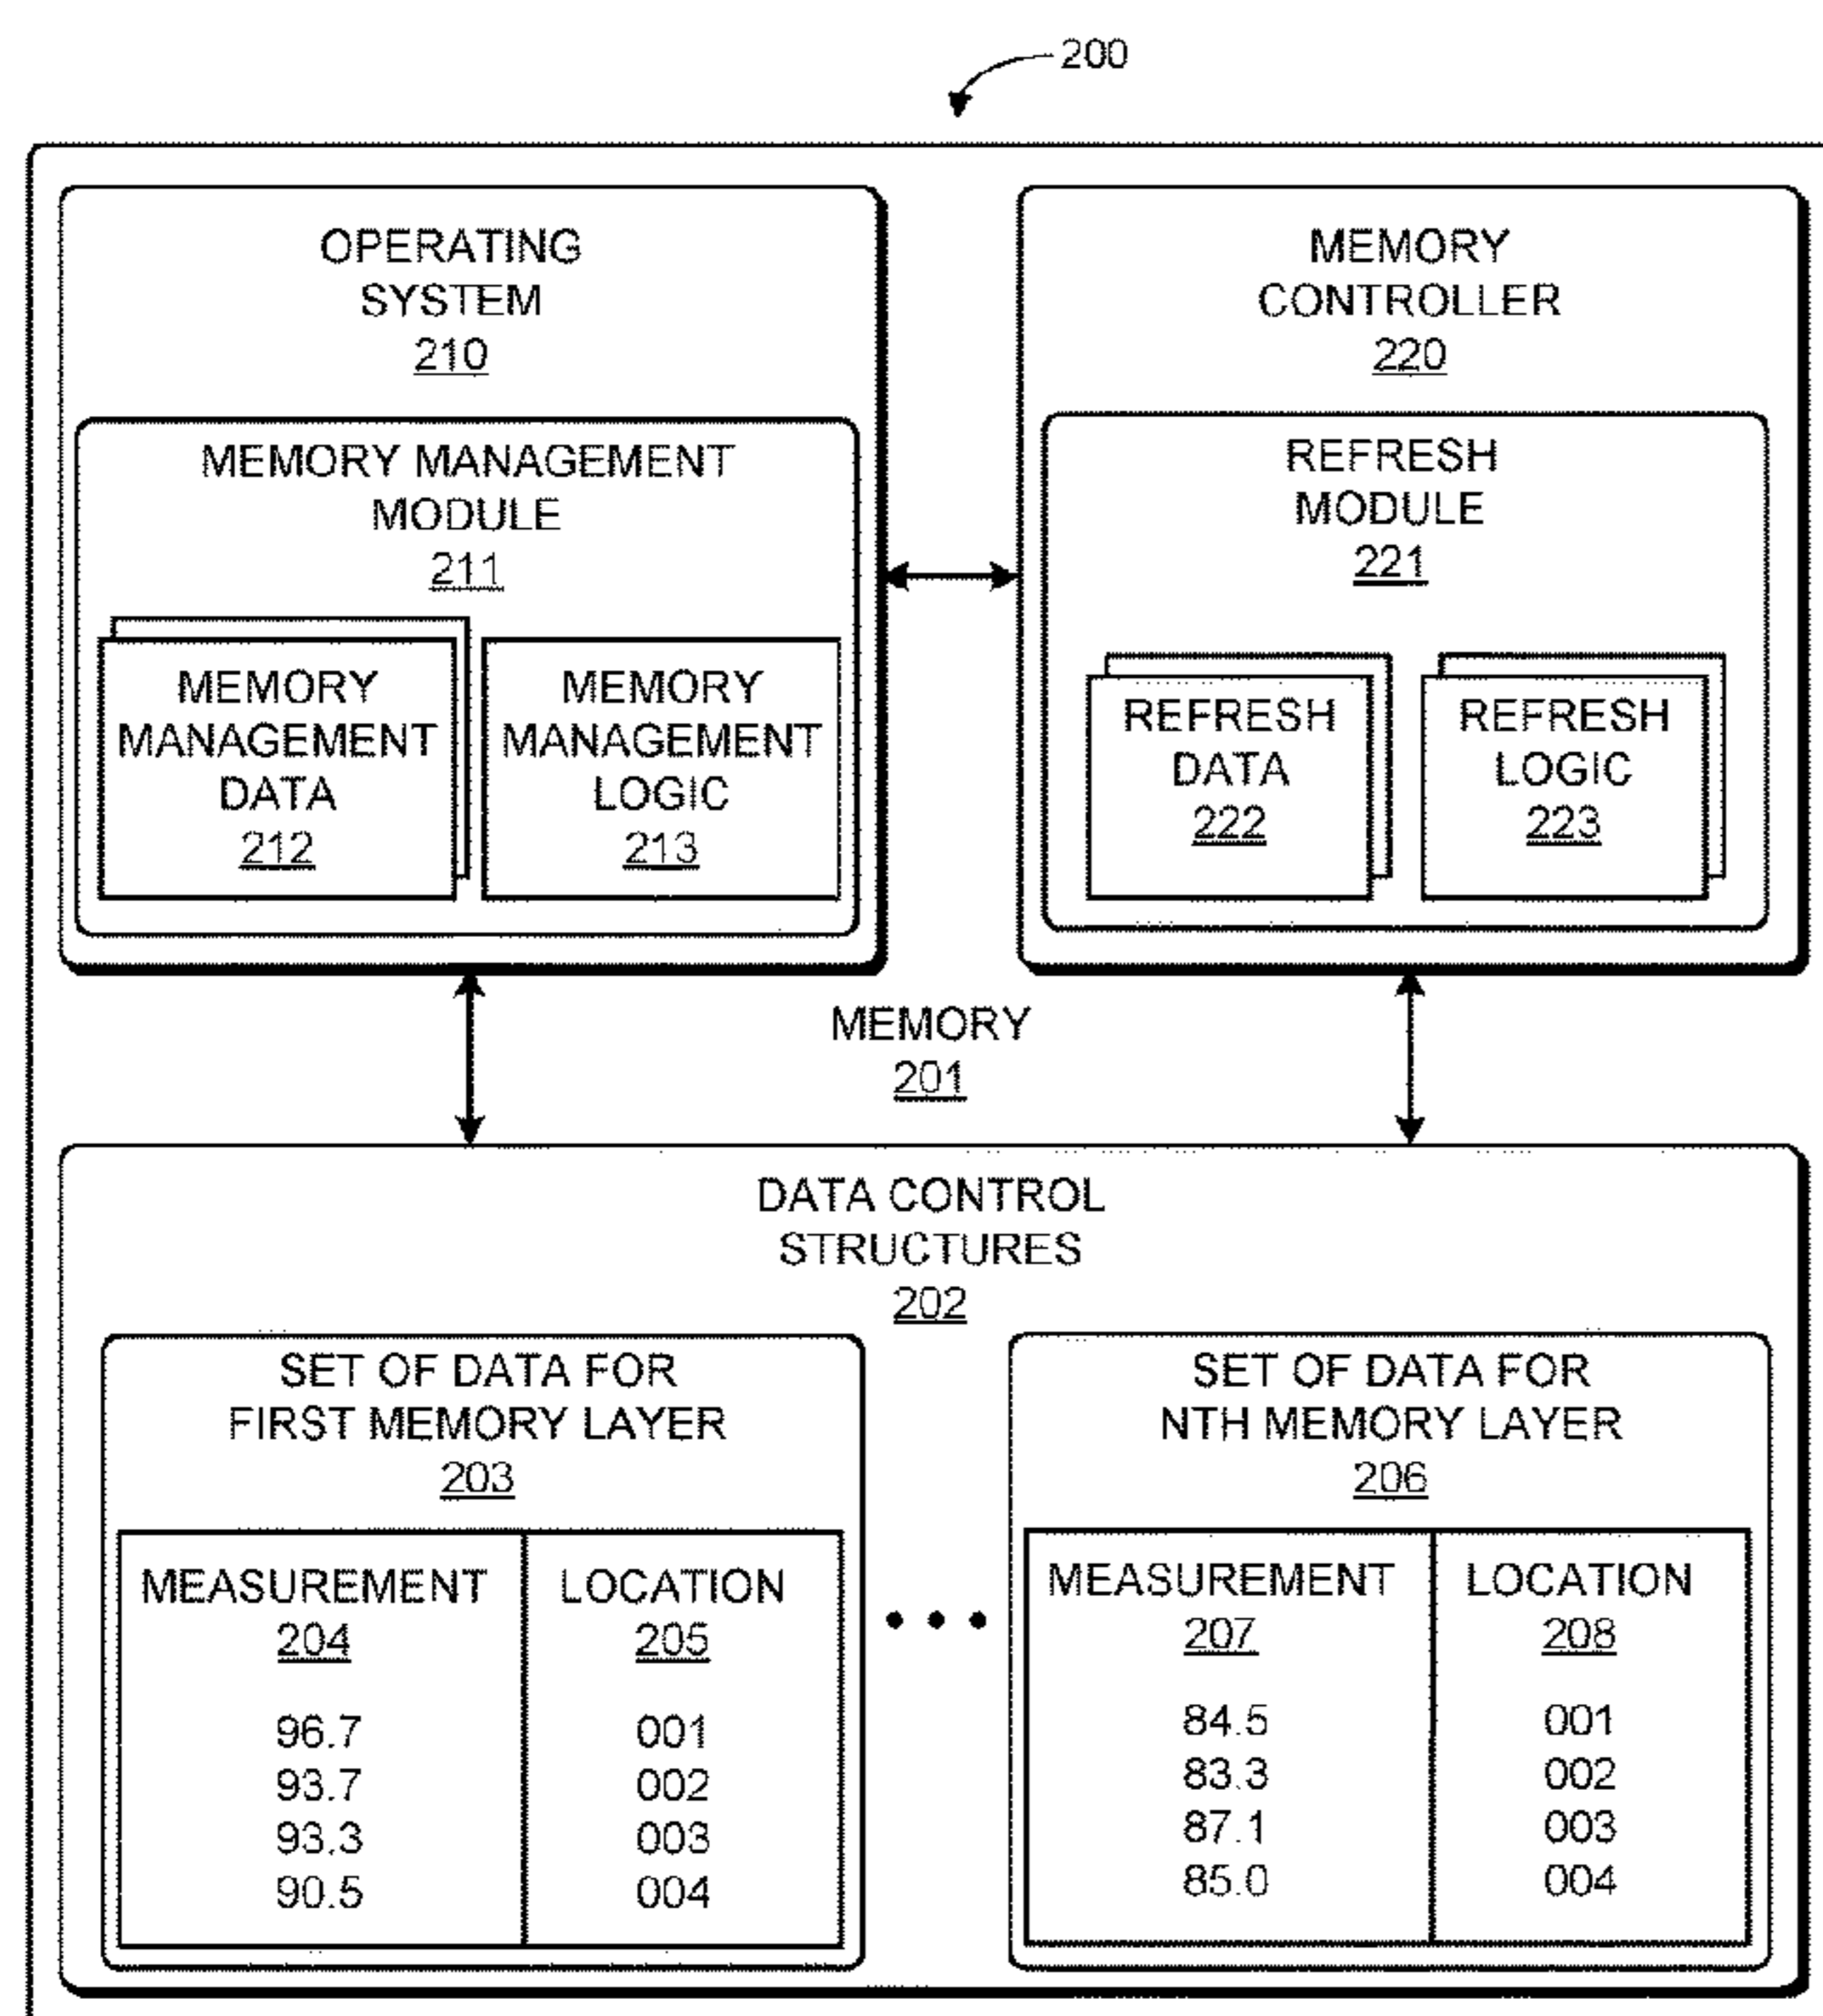 200
OPERATING
SYSTEM
210
MEMORY MANAGEMENT
MODULE
211
MEMORY
MANAGEMENT
DATA
212
MEMORY
MANAGEMENT
LOGIC
213
MEMORY
CONTROLLER
220
REFRESH
MODULE
221
REFRESH
DATA
222
REFRESH
LOGIC
223
MEMORY
201
DATA CONTROL
STRUCTURES
202
SET OF DATA FOR
FIRST MEMORY LAYER
203
MEASUREMENT LOCATION
204 205
96.7 001
93.7 002
93.3 003
90.5 004
• • •
SET OF DATA FOR
NTH MEMORY LAYER
206
MEASUREMENT LOCATION
207 208
84.5 001
83.3 002
87.1 003
85.0 004